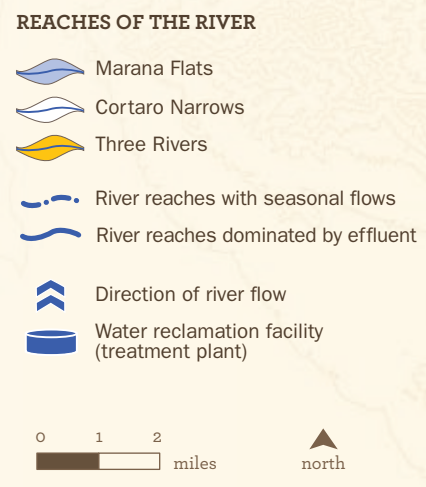 REACHES OF THE RIVER
Marana Flats
Cortaro Narrows
Three Rivers
River reaches with seasonal flows
River reaches dominated by effluent
Direction of river flow
Water reclamation facility
(treatment plant)
0 1 2
miles
north